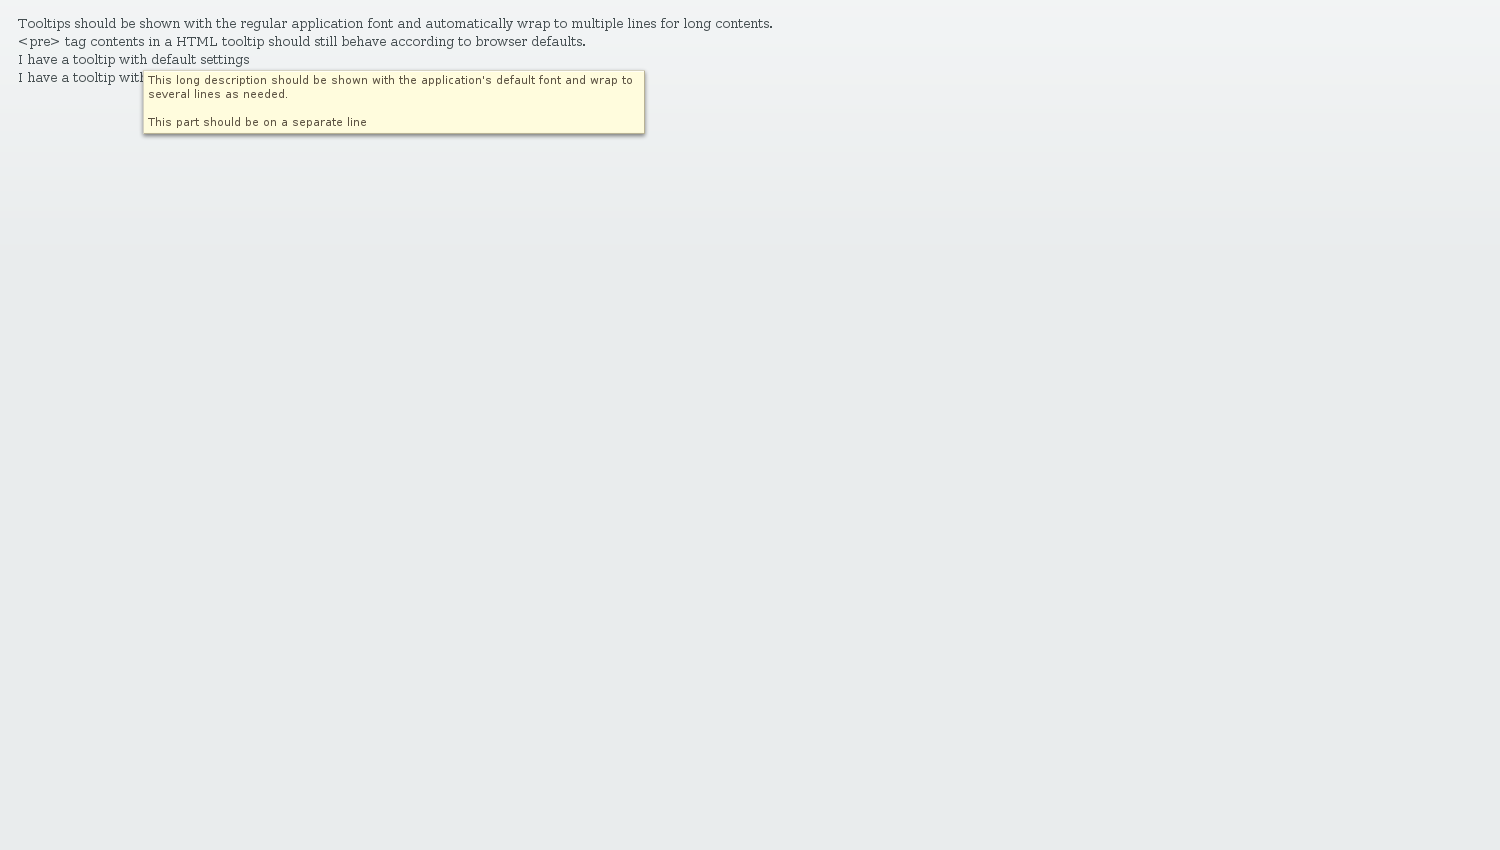 Tooltips should be shown with the regular application font and automatically wrap to multiple lines for long contents.
<pre> tag contents in a HTML tooltip should still behave according to browser defaults.
I have a tooltip with default settings
I have a tooltip with
This long description should be shown with the application's default font and wrap to
several lines as needed.
This part should be on a separate line